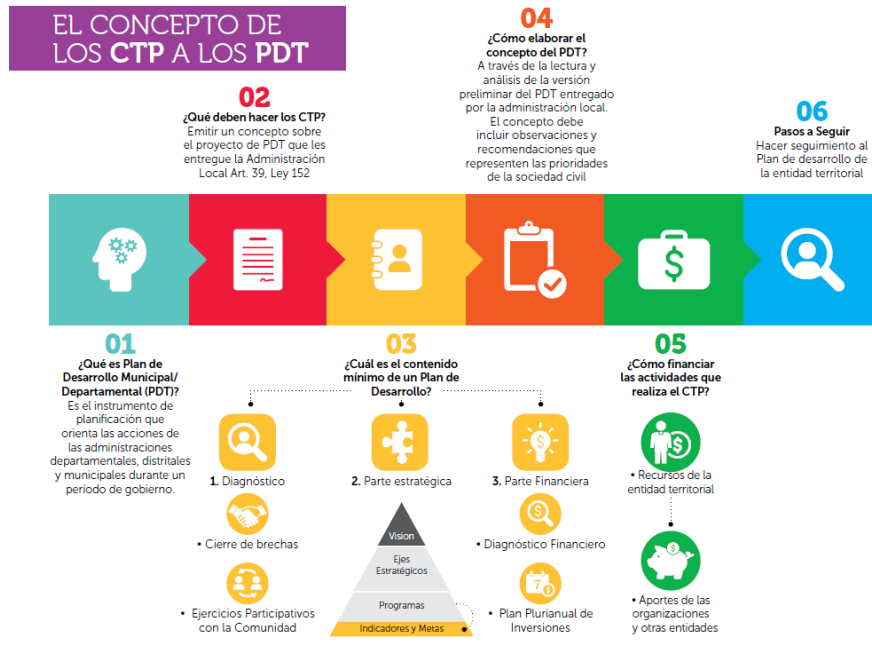 EL CONCEPTO DE
LOS CTP A LOS PDT
01
¿Qué es Plan de
Desarrollo Municipal/
Departamental (PDT)?
Es el instrumento de
planificación que
orienta las acciones de
las administraciones
departamentales, distritales
y municipales durante un
período de gobierno.
02
¿Qué deben hacer los CTP?
Emitir un concepto sobre
el proyecto de PDT que les
entregue la Administración
Local Art. 39, Ley 152
03
¿Cuál es el contenido
mínimo de un Plan de
Desarrollo?
1. Diagnóstico
• Cierre de brechas
• Ejercicios Participativos
con la Comunidad
2. Parte estratégica
Vision
Ejes
Estratégicos
Programas
Indicadores y Metas
3. Parte Financiera
$
• Diagnóstico Financiero
$
7
$
• Plan Plurianual de
Inversiones
04
¿Cómo elaborar el
concepto del PDT?
A través de la lectura y
análisis de la versión
preliminar del PDT entregado
por la administración local.
El concepto debe
incluir observaciones y
recomendaciones que
representen las prioridades
de la sociedad civil
$
05
¿Cómo financiar
las actividades que
realiza el CTP?
$
• Recursos de la
entidad territorial
$
• Aportes de las
organizaciones
y otras entidades
06
Pasos a Seguir
Hacer seguimiento al
Plan de desarrollo de
la entidad territorial